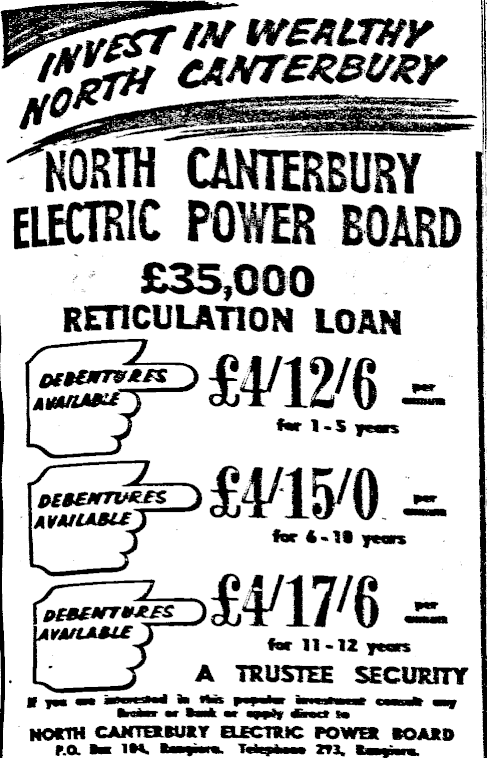 INVEST IN WEALTHY
NORTH CANTERBURY
NORTH CANTERBURY
ELECTRIC POWER BOARD
£35,000
RETICULATION LOAN
DEBENTURES
AVAILABLE
£4/12/6 per annum
for 1-5 years
DEBENTURES
AVAILABLE
£4/15/0 per annum
for 6-10 years
DEBENTURES
AVAILABLE
£4/17/6 per annum
for 11-12 years
A TRUSTEE SECURITY
If you are interested in this popular investment consult any
Broker or Bank or apply direct to
NORTH CANTERBURY ELECTRIC POWER BOARD
P.O. Box 104, Rangiora. Telephone 293, Rangiora.